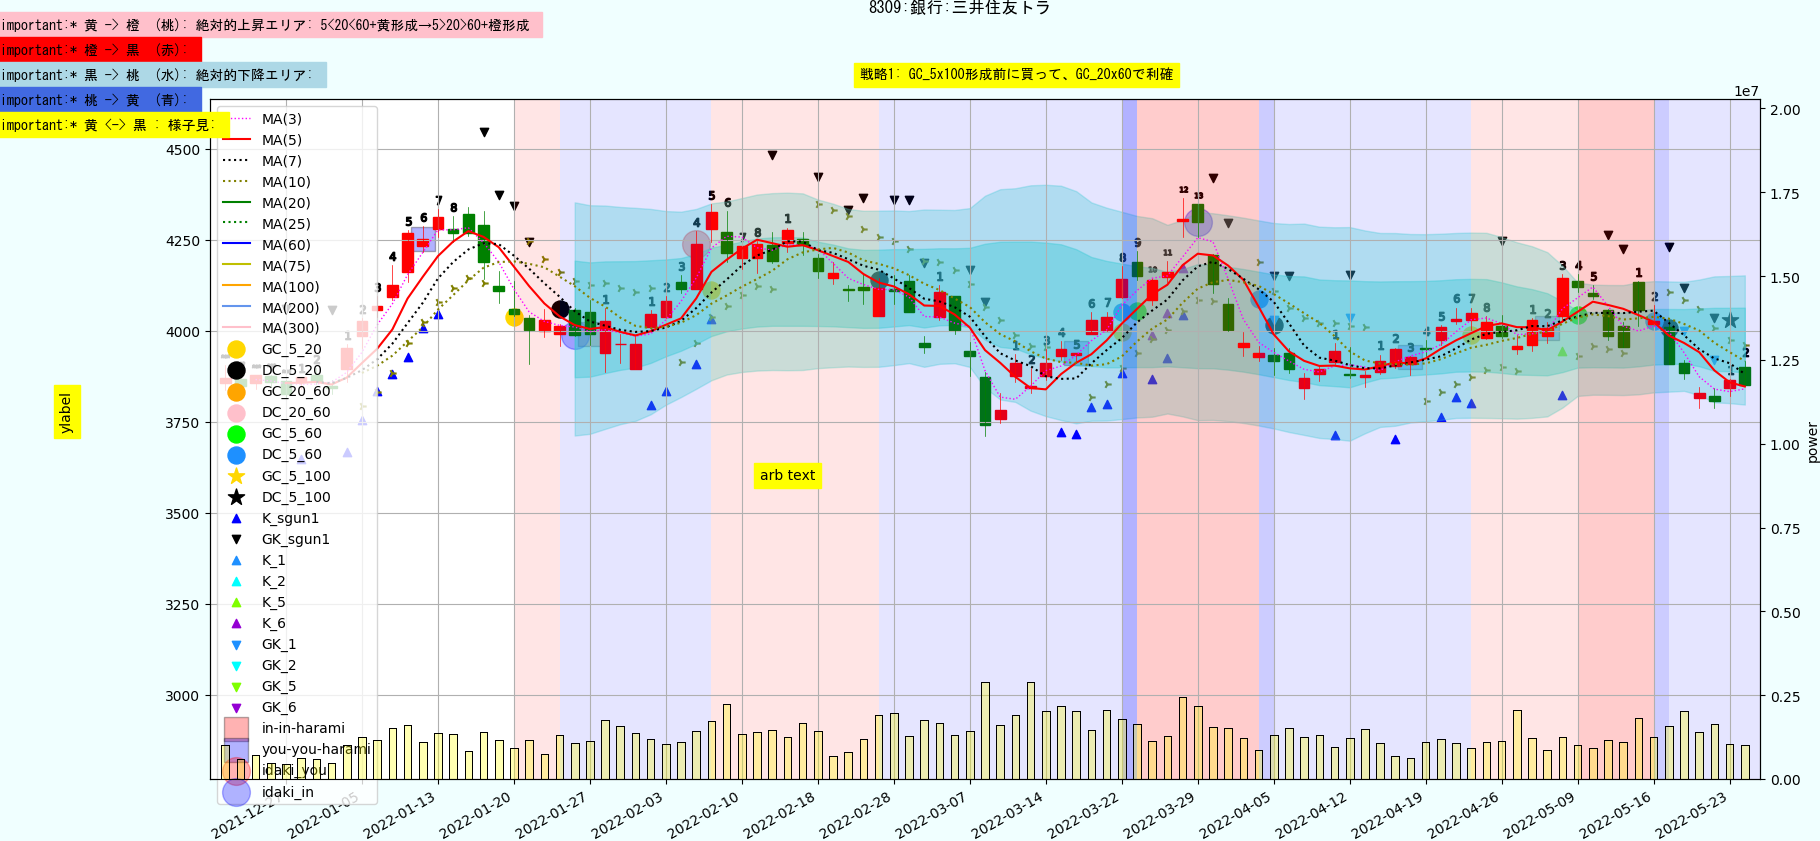 8309:銀行:三井住友トラ
important:* 黄 -> 橙 (桃): 絶対的上昇エリア: 5<20<60+黄形成→5>20>60+橙形成
important:* 橙 -> 黒 (赤):
important:* 黒 -> 桃 (水): 絶対的下降エリア:
戦略1: GC_5x100形成前に買って、GC_20x60で利確
important:* 桃 -> 黄 (青):
important:* 黄 <-> 黒 : 様子見:
1e7
MA(3)
MA(5)
MA(7)
MA(10)
MA(20)
MA(25)
MA(60)
MA(75)
MA(100)
MA(200)
MA(300)
GC_5_20
DC_5_20
GC_20_60
DC_20_60
GC_5_60
DC_5_60
GC_5_100
DC_5_100
K_sgun1
GK_sgun1
K_1
K_2
K_5
K_6
GK_1
GK_2
GK_5
GK_6
in-in-harami
you-you-harami
idaki_you
idaki_in
4500
4250
4000
3750
3500
3250
3000
ylabel
arb text
2.00
1.75
1.50
1.25
1.00
0.75
0.50
0.25
0.00
power
2021-12-27
2022-01-05
2022-01-13
2022-01-20
2022-01-27
2022-02-03
2022-02-10
2022-02-18
2022-02-28
2022-03-07
2022-03-14
2022-03-22
2022-03-29
2022-04-05
2022-04-12
2022-04-19
2022-04-26
2022-05-09
2022-05-16
2022-05-23